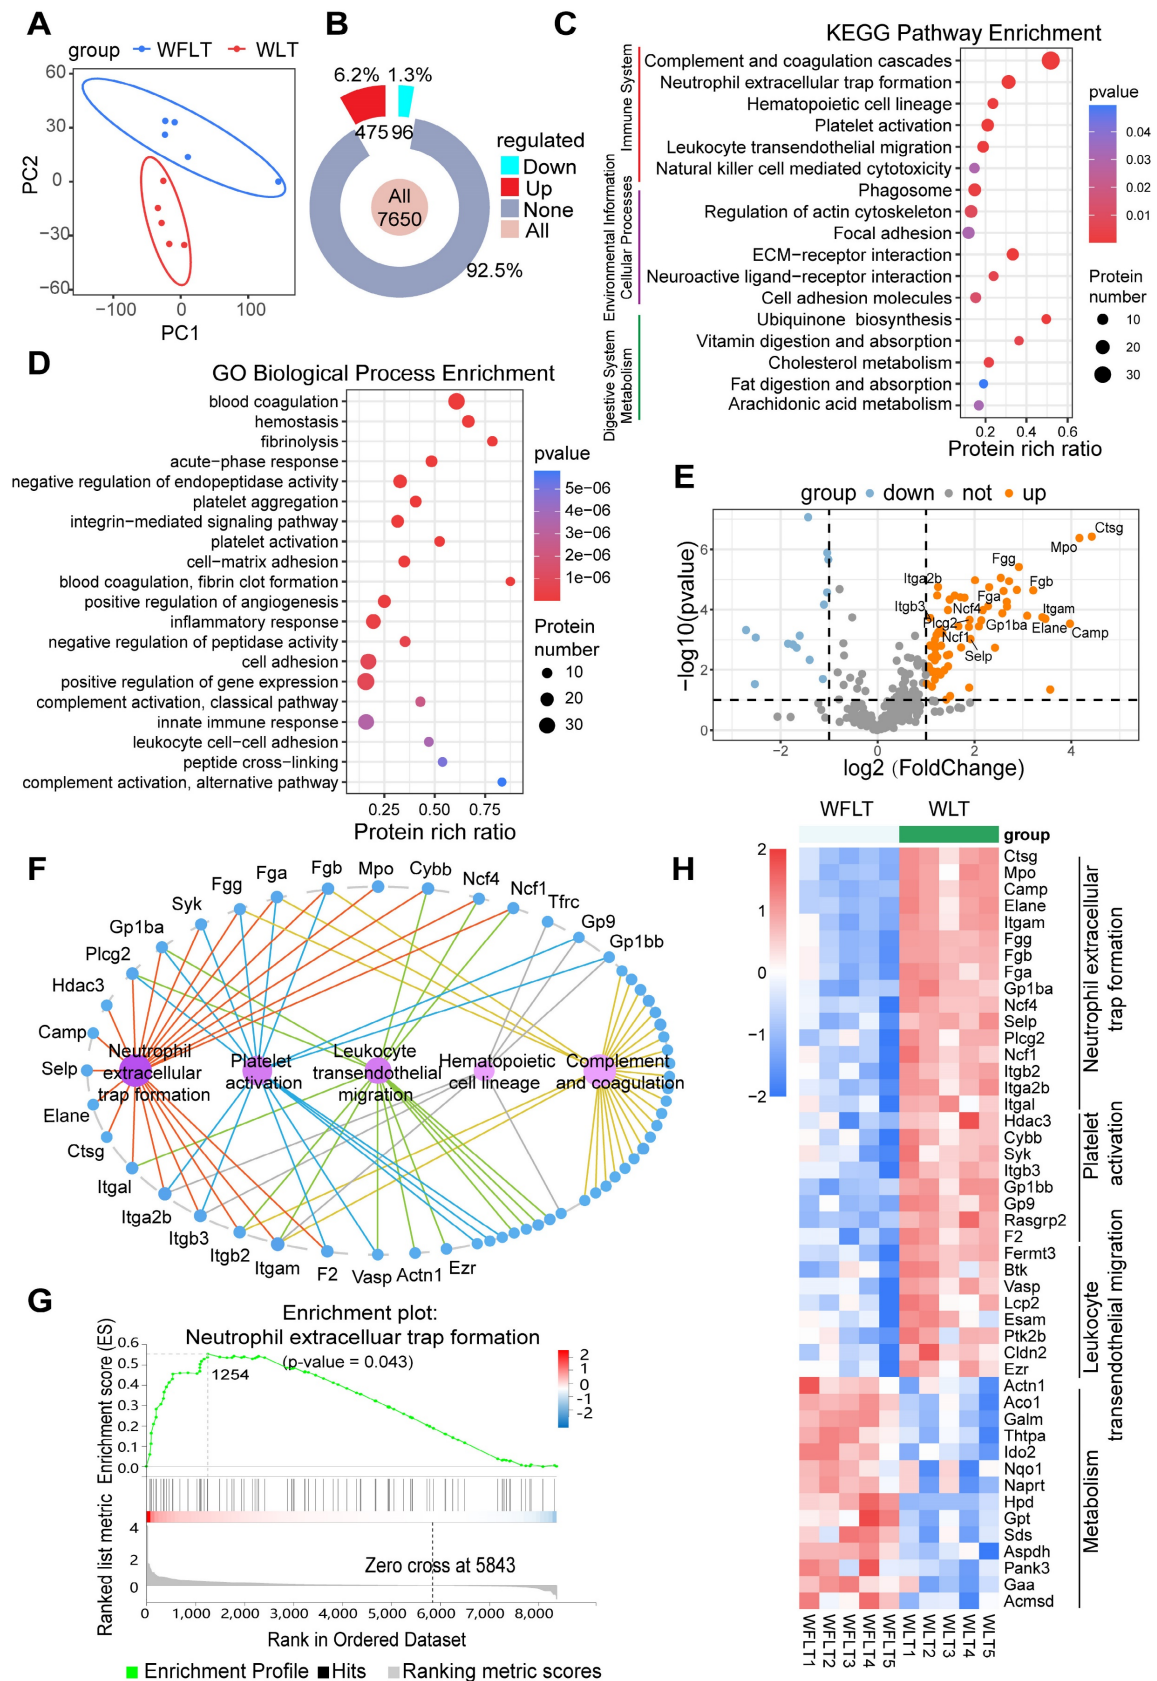 A
group WFLT WLT
60
30
0
−30
−60
PC2
−100 0 100
PC1
B
6.2% 1.3%
475 96
All
7650
92.5%
regulated
Down
Up
None
All
C
KEGG Pathway Enrichment
Immune System
Environmental Information
Cellular Processes
Digestive System
Metabolism
Complement and coagulation cascades
Neutrophil extracellular trap formation
Hematopoietic cell lineage
Platelet activation
Leukocyte transendothelial migration
Natural killer cell mediated cytotoxicity
Phagosome
Regulation of actin cytoskeleton
Focal adhesion
ECM−receptor interaction
Neuroactive ligand−receptor interaction
Cell adhesion molecules
Ubiquinone biosynthesis
Vitamin digestion and absorption
Cholesterol metabolism
Fat digestion and absorption
Arachidonic acid metabolism
0.2 0.4 0.6
Protein rich ratio
pvalue
0.04
0.03
0.02
0.01
Protein
number
10
20
30
D
GO Biological Process Enrichment
blood coagulation
hemostasis
fibrinolysis
acute−phase response
negative regulation of endopeptidase activity
platelet aggregation
integrin−mediated signaling pathway
platelet activation
cell−matrix adhesion
blood coagulation, fibrin clot formation
positive regulation of angiogenesis
inflammatory response
negative regulation of peptidase activity
cell adhesion
positive regulation of gene expression
complement activation, classical pathway
innate immune response
leukocyte cell−cell adhesion
peptide cross−linking
complement activation, alternative pathway
0.25 0.50 0.75
Protein rich ratio
pvalue
5e−06
4e−06
3e−06
2e−06
1e−06
Protein
number
10
20
30
E
group down not up
6
4
2
0
−log10(pvalue)
Ctsg
Mpo
Fgg
Itga2b
Fgb
Fga
Itgb3
Ncf4
Itgam
Plcg2
Gp1ba
Elane
Camp
Ncf1
Selp
−2 0 2 4
log2 (FoldChange)
F
Fgb
Mpo
Cybb
Fga
Ncf4
Fgg
Ncf1
Syk
Tfrc
Gp1ba
Gp9
Plcg2
Gp1bb
Hdac3
Camp
Selp
Elane
Ctsg
Itgal
Itga2b
Itgb3
Itgb2
Itgam
F2
Vasp
Actn1
Ezr
Neutrophil
extracellular
trap formation
Platelet
activation
Leukocyte
transendothelial
migration
Hematopoietic
cell lineage
Complement
and coagulation
G
Enrichment plot:
Neutrophil extracelluar trap formation
(p-value = 0.043)
1254
0.6
0.5
0.4
0.3
0.2
0.1
0.0
Enrichment score (ES)
2
1
0
-1
-2
4
2
0
Ranked list metric
Zero cross at 5843
0 1,000 2,000 3,000 4,000 5,000 6,000 7,000 8,000
Rank in Ordered Dataset
Enrichment Profile Hits Ranking metric scores
H
WFLT WLT
group
2
1
0
−1
−2
Ctsg
Mpo
Camp
Elane
Itgam
Fgg
Fgb
Fga
Gp1ba
Ncf4
Selp
Plcg2
Ncf1
Itgb2
Itga2b
Itgal
Hdac3
Cybb
Syk
Itgb3
Gp1bb
Gp9
Rasgrp2
F2
Fermt3
Btk
Vasp
Lcp2
Esam
Ptk2b
Cldn2
Ezr
Actn1
Aco1
Galm
Thtpa
Ido2
Nqo1
Naprt
Hpd
Gpt
Sds
Aspdh
Pank3
Gaa
Acmsd
Neutrophil extracellular
trap formation
Platelet
activation
Leukocyte
transendothelial migration
Metabolism
WFLT1
WFLT2
WFLT3
WFLT4
WFLT5
WLT1
WLT2
WLT3
WLT4
WLT5